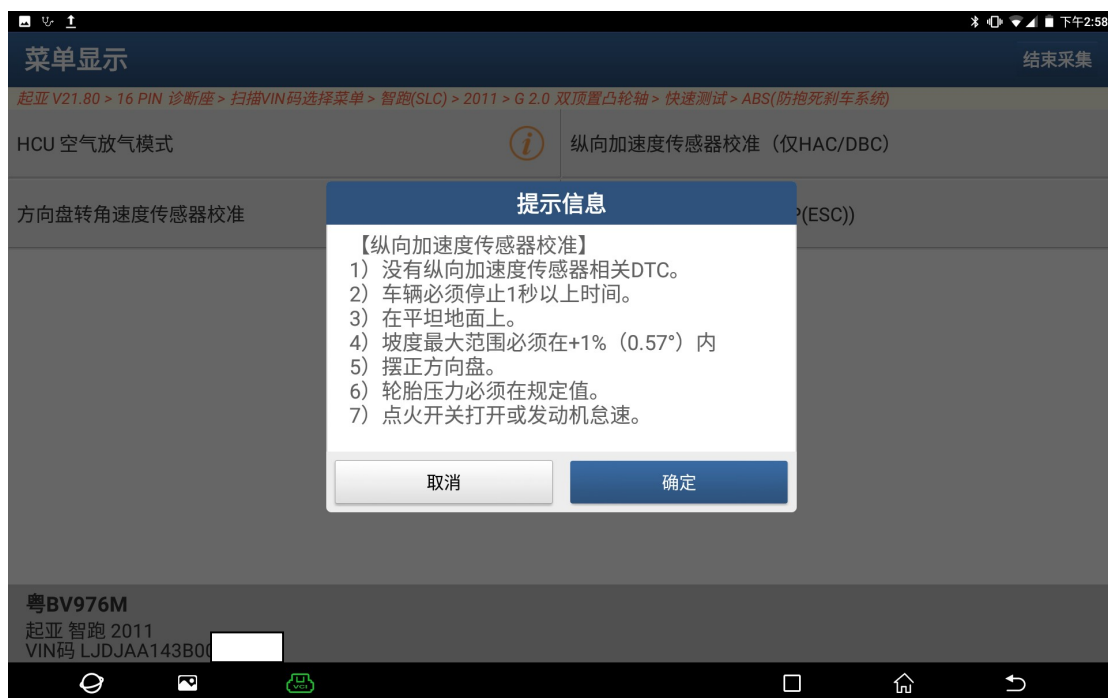 下午2:58
菜单显示
结束采集
起亚 V21.80 > 16 PIN 诊断座 > 扫描VIN码选择菜单 > 智跑(SLC) > 2011 > G 2.0 双顶置凸轮轴 > 快速测试 > ABS(防抱死刹车系统)
HCU 空气放气模式
i
纵向加速度传感器校准（仅HAC/DBC）
方向盘转角速度传感器校准
(ESC))
提示信息
【纵向加速度传感器校准】
1）没有纵向加速度传感器相关DTC。
2）车辆必须停止1秒以上时间。
3）在平坦地面上。
4）坡度最大范围必须在+1%（0.57°）内
5）摆正方向盘。
6）轮胎压力必须在规定值。
7）点火开关打开或发动机怠速。
取消
确定
粤BV976M
起亚 智跑 2011
VIN码 LJDJAA143B0
VCI